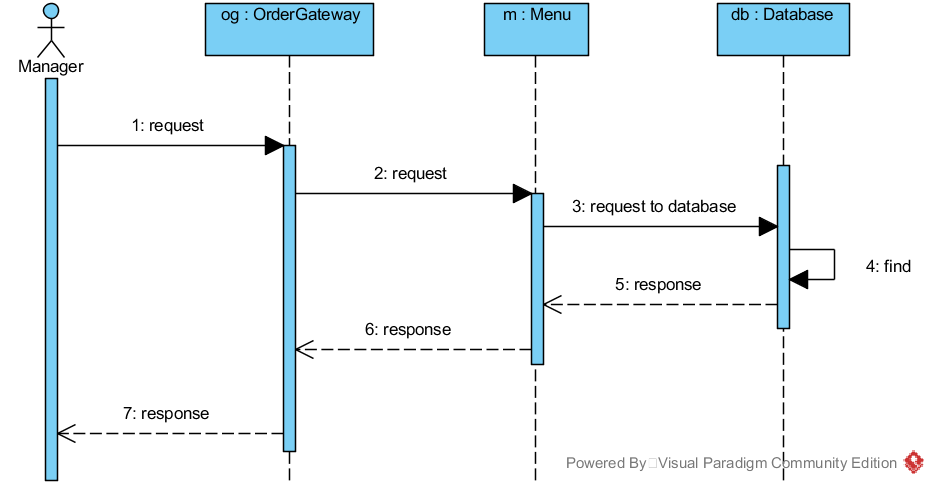 og : OrderGateway
m : Menu
db : Database
Manager
1: request
2: request
3: request to database
4: find
5: response
6: response
7: response
Powered By Visual Paradigm Community Edition